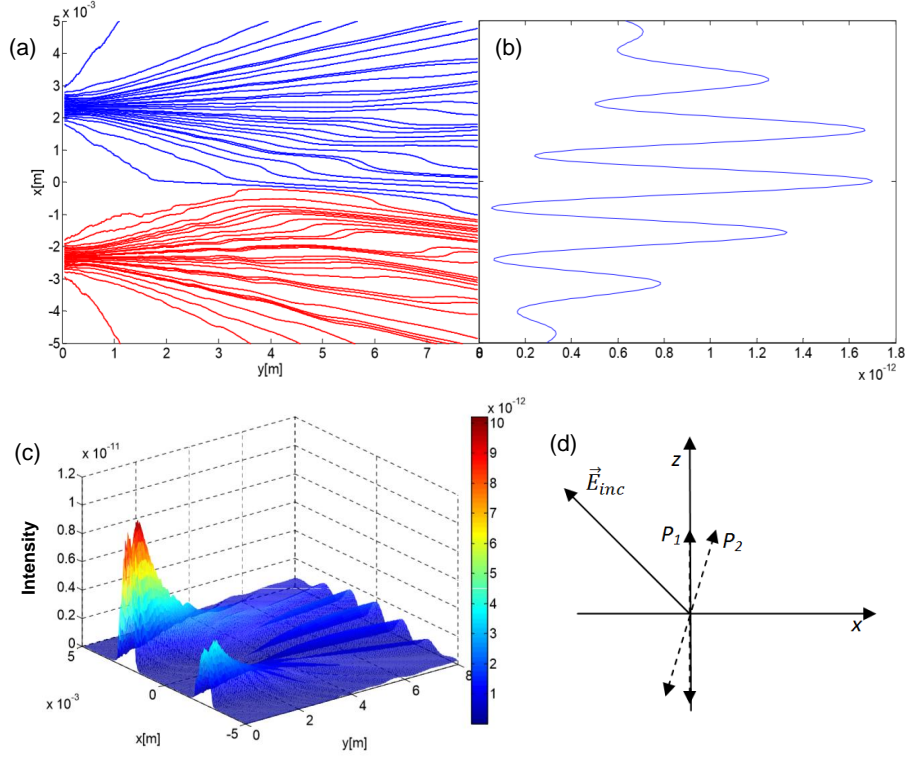 x 10⁻³
(a)
5
4
3
2
1
0
-1
-2
-3
-4
-5
x[m]
0 1 2 3 4 5 6 7 8
y[m]
(b)
0 0.2 0.4 0.6 0.8 1 1.2 1.4 1.6 1.8
x 10⁻¹²
(c)
x 10⁻¹¹
1.2
1
0.8
0.6
0.4
0.2
0
Intensity
5
0
-5
x 10⁻³
x[m]
0
2
4
6
8
y[m]
x 10⁻¹²
10
9
8
7
6
5
4
3
2
1
(d)
z
E⃗inc
P₁
P₂
x